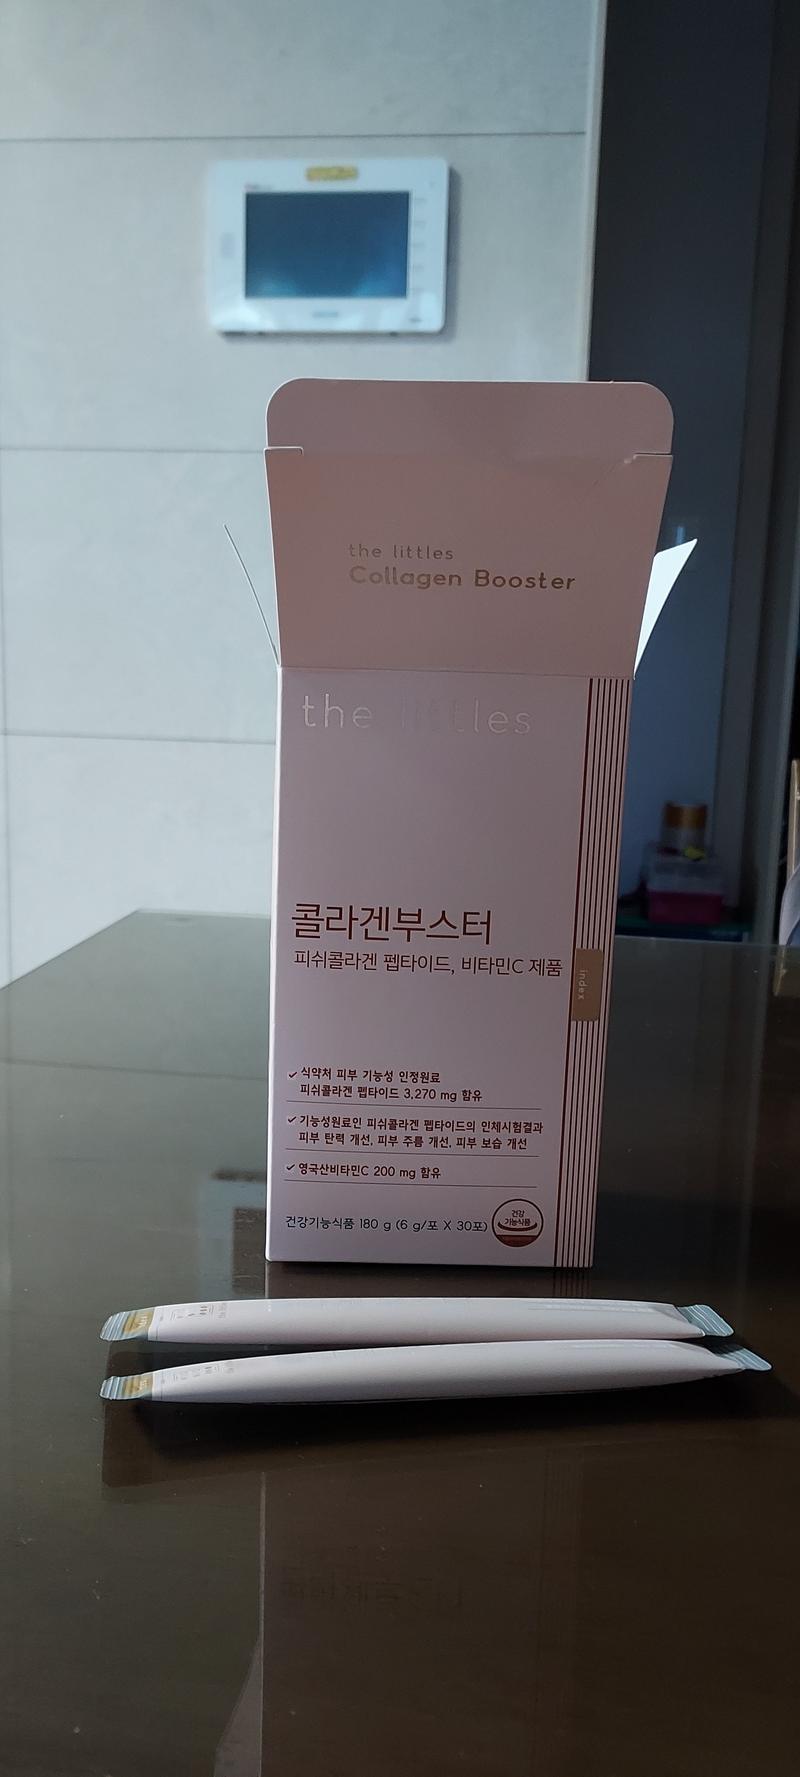 the littles
Collagen Booster
the littles
콜라겐부스터
피쉬콜라겐 펩타이드, 비타민C 제품
index
식약처 피부 기능성 인정원료
피쉬콜라겐 펩타이드 3,270 mg 함유
기능성원료인 피쉬콜라겐 펩타이드의 인체시험결과
피부 탄력 개선, 피부 주름 개선, 피부 보습 개선
영국산비타민C 200 mg 함유
건강기능식품 180 g (6 g/포 X 30포)
건강
기능식품